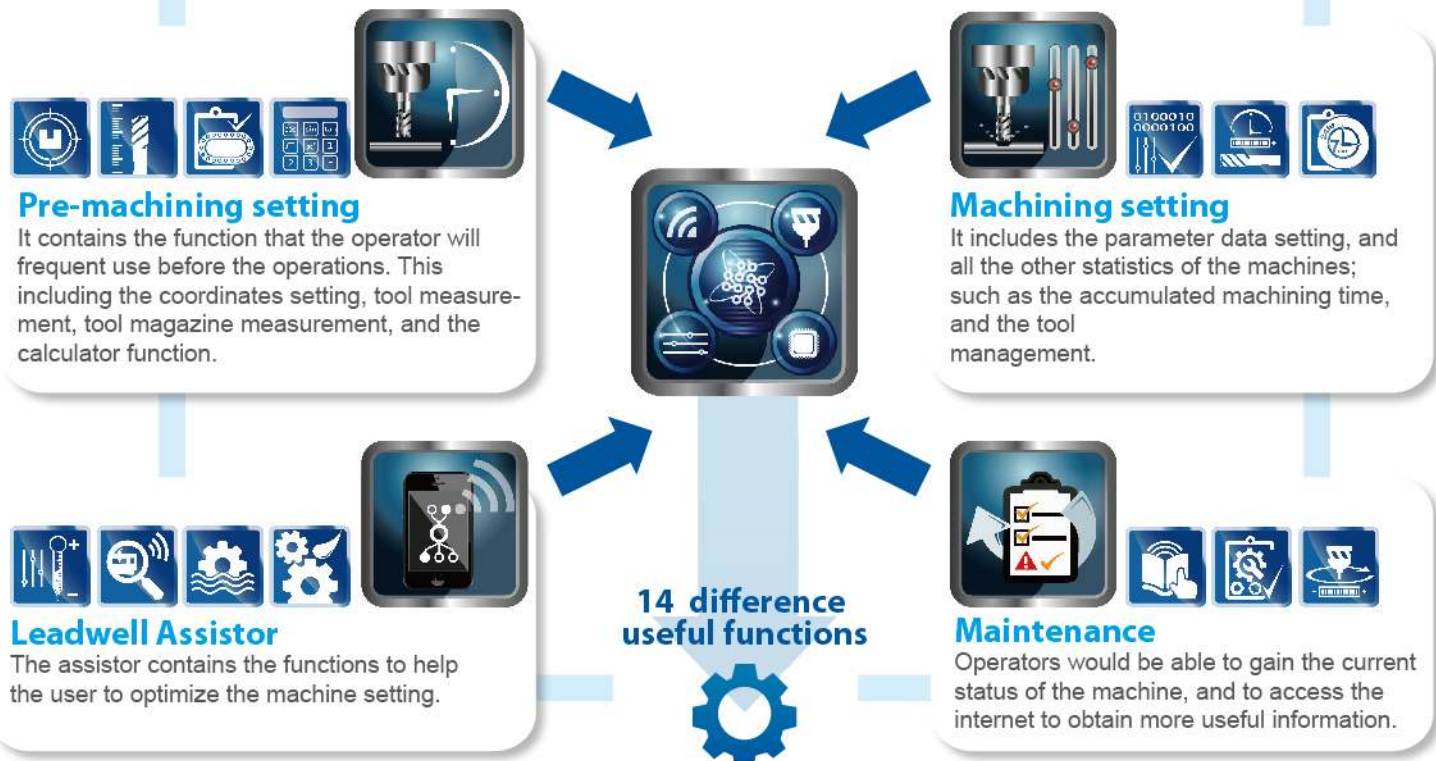 Pre-machining setting
It contains the function that the operator will
frequent use before the operations. This
including the coordinates setting, tool measure-
ment, tool magazine measurement, and the
calculator function.
0100010
0000100
Machining setting
It includes the parameter data setting, and
all the other statistics of the machines;
such as the accumulated machining time,
and the tool
management.
Leadwell Assistor
The assistor contains the functions to help
the user to optimize the machine setting.
14 difference
useful functions
Maintenance
Operators would be able to gain the current
status of the machine, and to access the
internet to obtain more useful information.